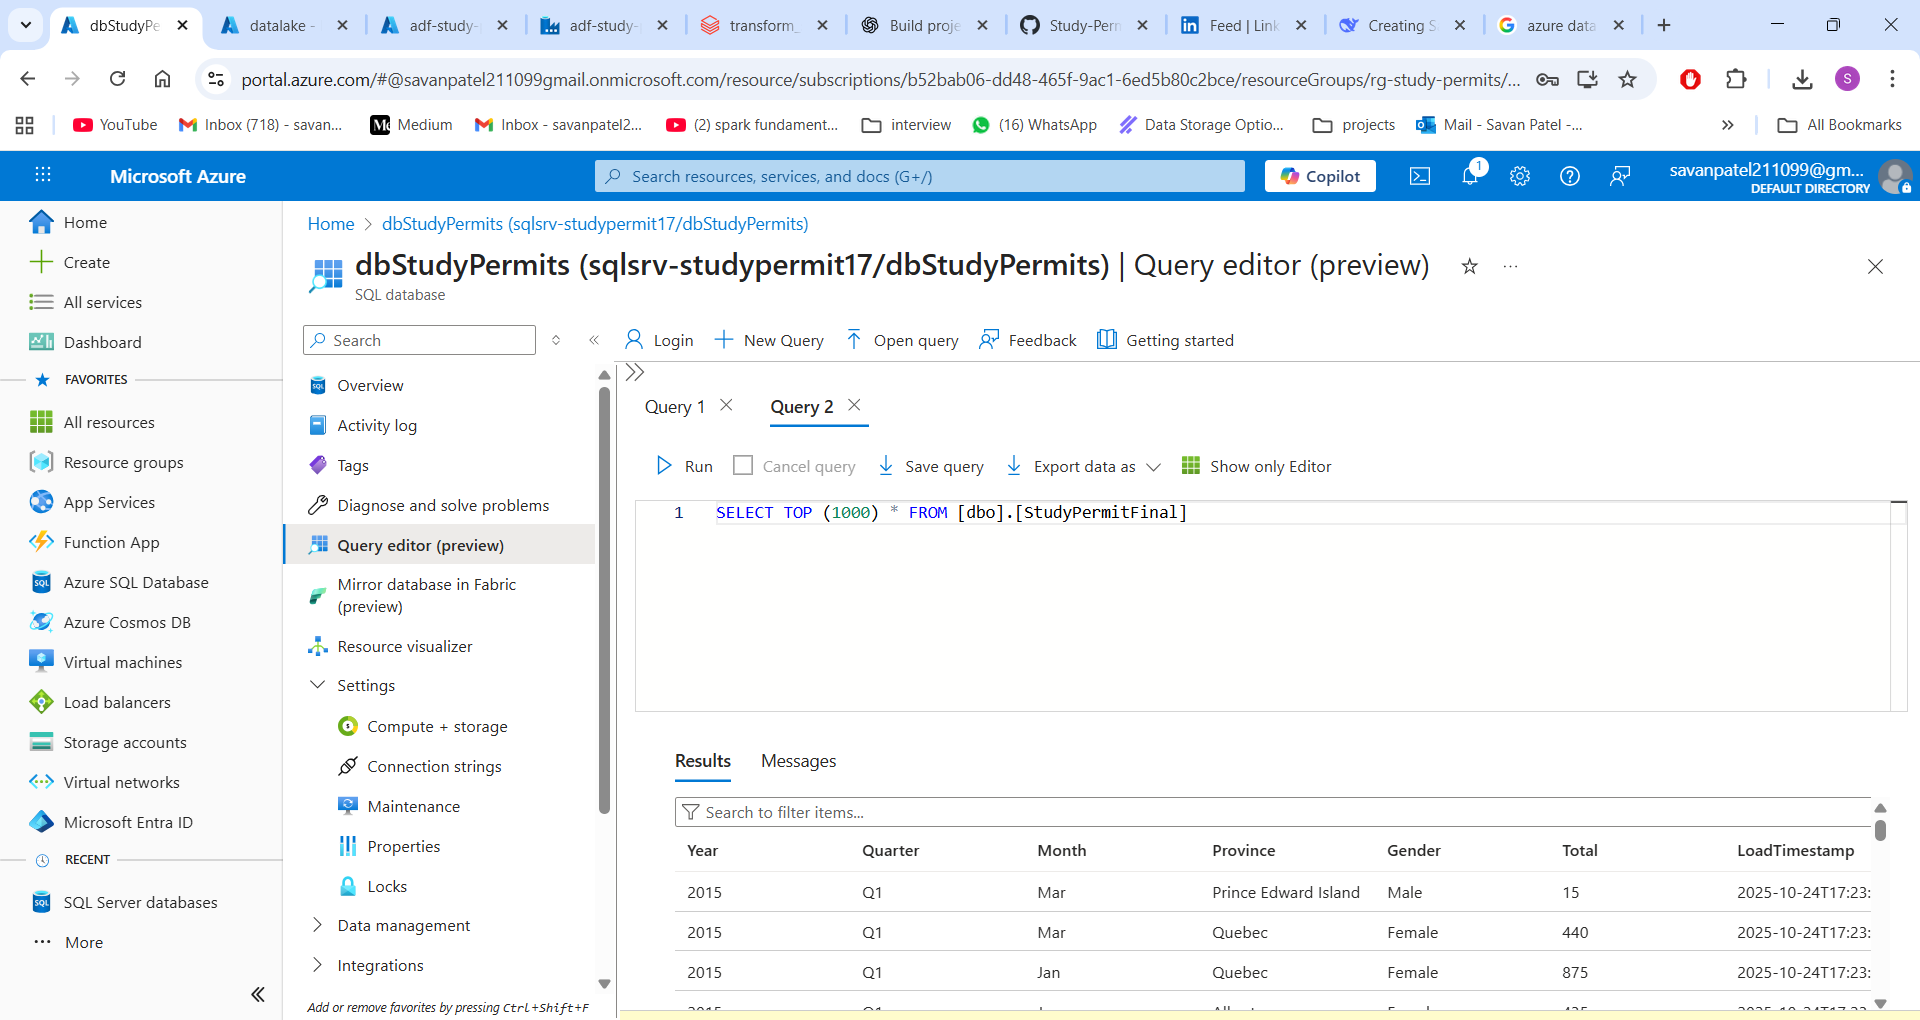 dbStudyPe
datalake -
adf-study-
adf-study-
transform_
Build proje
Study-Perm
Feed | Link
Creating S
azure data
portal.azure.com/#@savanpatel211099gmail.onmicrosoft.com/resource/subscriptions/b52bab06-dd48-465f-9ac1-6ed5b80c2bce/resourceGroups/rg-study-permits/...
S
YouTube
Inbox (718) - savan...
Medium
Inbox - savanpatel2...
(2) spark fundament...
interview
(16) WhatsApp
Data Storage Optio...
projects
Mail - Savan Patel -...
All Bookmarks
Microsoft Azure
Search resources, services, and docs (G+/)
Copilot
1
savanpatel211099@gm...
DEFAULT DIRECTORY
Home
Create
All services
Dashboard
FAVORITES
All resources
Resource groups
App Services
Function App
Azure SQL Database
Azure Cosmos DB
Virtual machines
Load balancers
Storage accounts
Virtual networks
Microsoft Entra ID
RECENT
SQL Server databases
More
Home > dbStudyPermits (sqlsrv-studypermit17/dbStudyPermits)
dbStudyPermits (sqlsrv-studypermit17/dbStudyPermits) | Query editor (preview)
SQL database
Search
Overview
Activity log
Tags
Diagnose and solve problems
Query editor (preview)
Mirror database in Fabric
(preview)
Resource visualizer
Settings
Compute + storage
Connection strings
Maintenance
Properties
Locks
Data management
Integrations
Add or remove favorites by pressing Ctrl+Shift+F
Login
New Query
Open query
Feedback
Getting started
Query 1
Query 2
Run
Cancel query
Save query
Export data as
Show only Editor
1 SELECT TOP (1000) * FROM [dbo].[StudyPermitFinal]
Results
Messages
Search to filter items...
Year Quarter Month Province Gender Total LoadTimestamp
2015 Q1 Mar Prince Edward Island Male 15 2025-10-24T17:23:
2015 Q1 Mar Quebec Female 440 2025-10-24T17:23:
2015 Q1 Jan Quebec Female 875 2025-10-24T17:23: